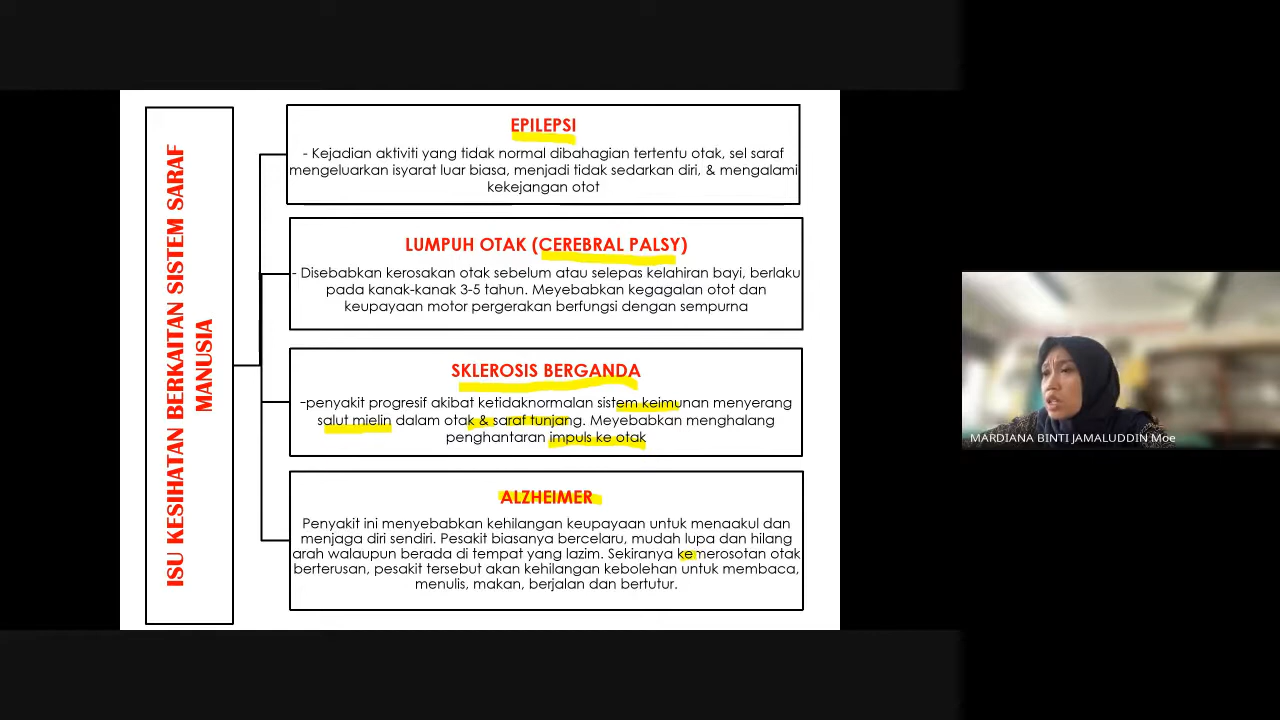 ISU KESIHATAN BERKAITAN SISTEM SARAF
MANUSIA
EPILEPSI
- Kejadian aktiviti yang tidak normal dibahagian tertentu otak, sel saraf
mengeluarkan isyarat luar biasa, menjadi tidak sedarkan diri, & mengalami
kekejangan otot
LUMPUH OTAK (CEREBRAL PALSY)
- Disebabkan kerosakan otak sebelum atau selepas kelahiran bayi, berlaku
pada kanak-kanak 3-5 tahun. Meyebabkan kegagalan otot dan
keupayaan motor pergerakan berfungsi dengan sempurna
SKLEROSIS BERGANDA
-penyakit progresif akibat ketidaknormalan sistem keimunan menyerang
salut mielin dalam otak & saraf tunjang. Meyebabkan menghalang
penghantaran impuls ke otak
ALZHEIMER
Penyakit ini menyebabkan kehilangan keupayaan untuk menaakul dan
menjaga diri sendiri. Pesakit biasanya bercelaru, mudah lupa dan hilang
arah walaupun berada di tempat yang lazim. Sekiranya kemerosotan otak
berterusan, pesakit tersebut akan kehilangan kebolehan untuk membaca,
menulis, makan, berjalan dan bertutur.
MARDIANA BINTI JAMALUDDIN Moe